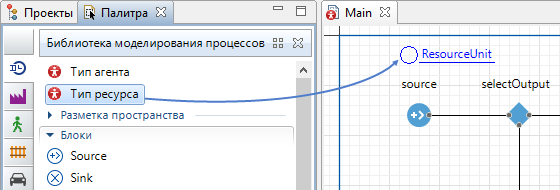 Проекты
Палитра
Main
Библиотека моделирования процессов
Тип агента
Тип ресурса
Разметка пространства
Блоки
Source
Sink
ResourceUnit
source
selectOutput